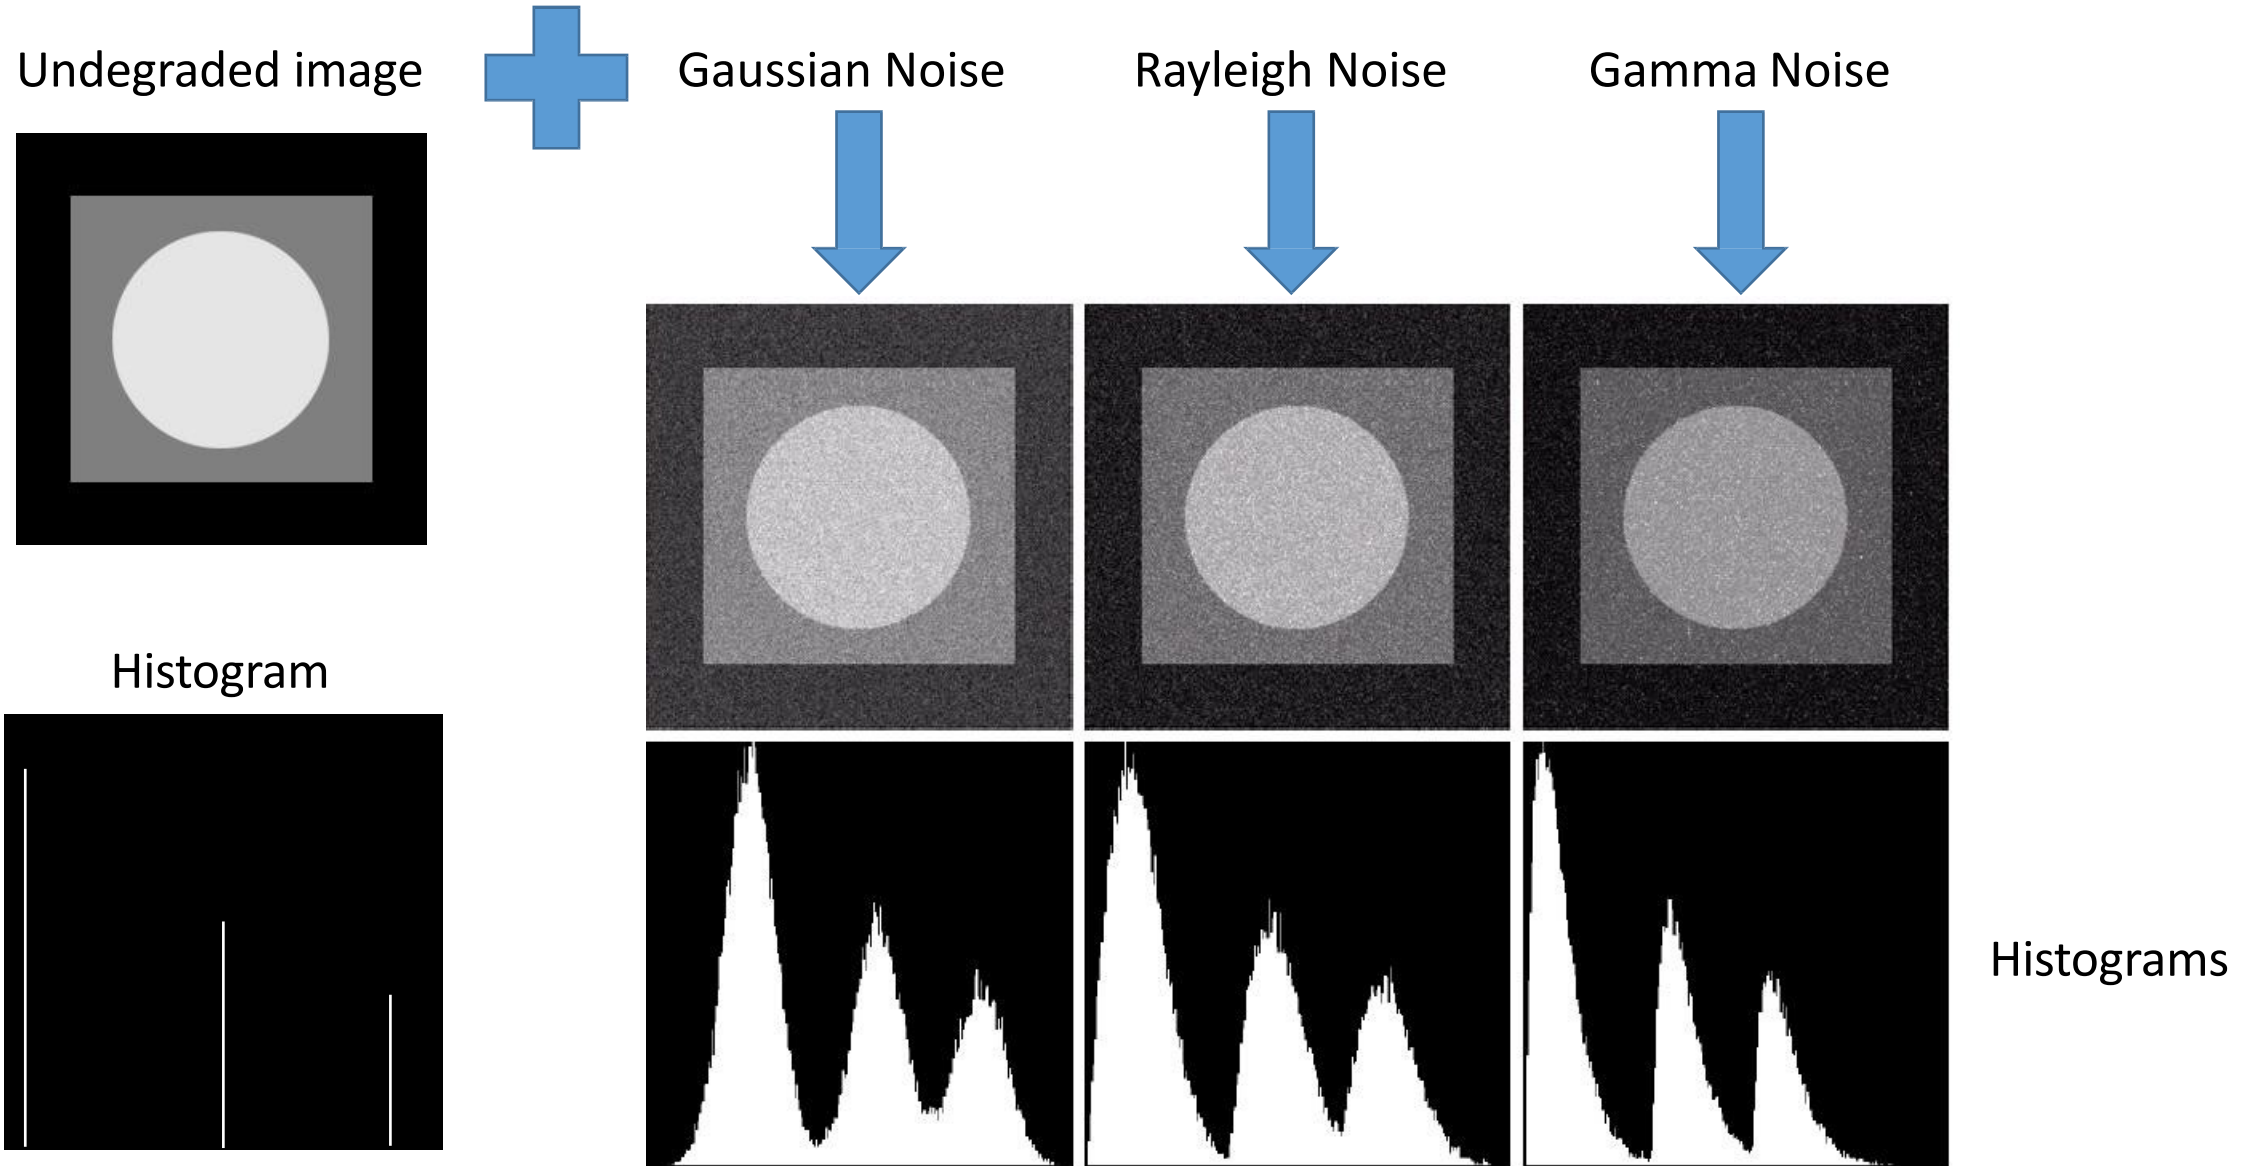 Undegraded image
Gaussian Noise
Rayleigh Noise
Gamma Noise
Histogram
Histograms